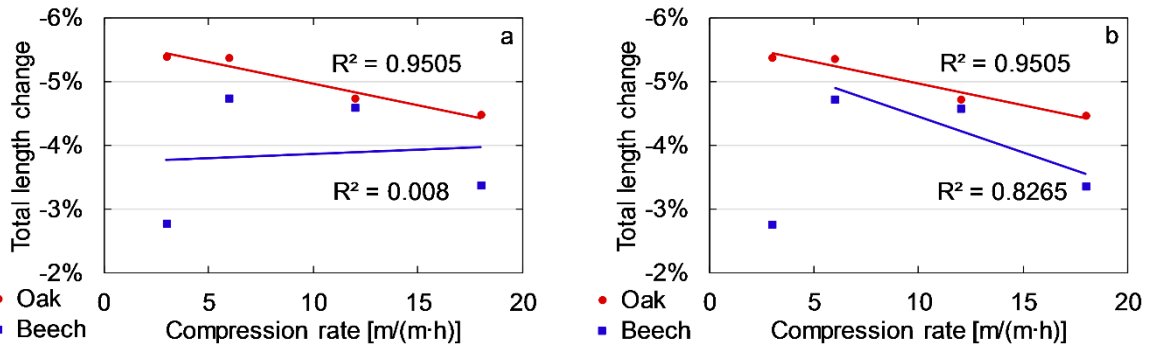 -6%
a
-5%
R² = 0.9505
-4%
R² = 0.008
-3%
-2%
Total length change
0
5
10
15
20
Compression rate [m/(m·h)]
Oak
Beech
-6%
b
-5%
R² = 0.9505
-4%
R² = 0.8265
-3%
-2%
Total length change
0
5
10
15
20
Compression rate [m/(m·h)]
Oak
Beech